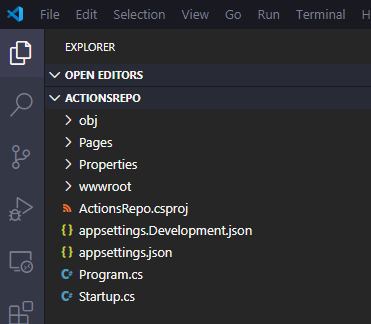 File Edit Selection View Go Run Terminal H
EXPLORER
OPEN EDITORS
ACTIONSREPO
obj
Pages
Properties
wwwroot
ActionsRepo.csproj
{ } appsettings.Development.json
{ } appsettings.json
C# Program.cs
C# Startup.cs